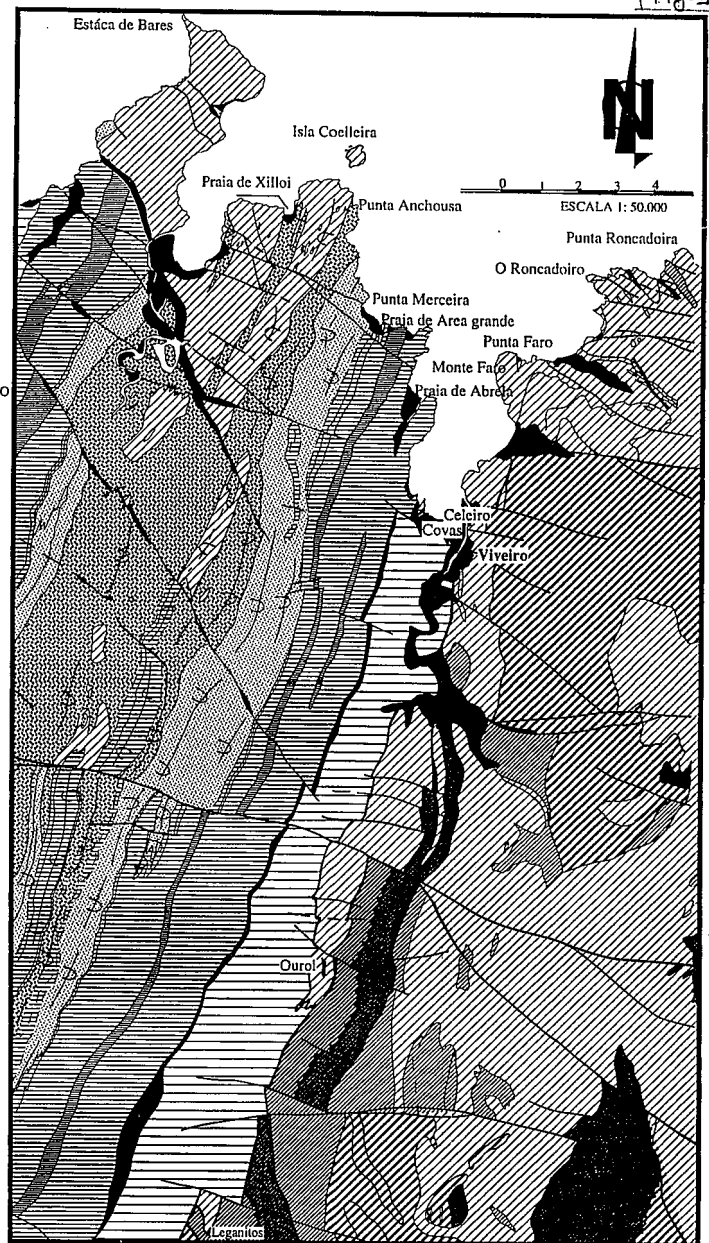 Estáca de Bares
N
Isla Coelleira
Praia de Xilloi
Punta Anchousa
0 1 2 3 4
ESCALA 1: 50.000
Punta Roncadoira
O Roncadoiro
Punta Merceira
Praia de Area grande
Punta Faro
Monte Faro
Praia de Abrela
Celeiro
Covas
Viveiro
Ourol
Leganitos